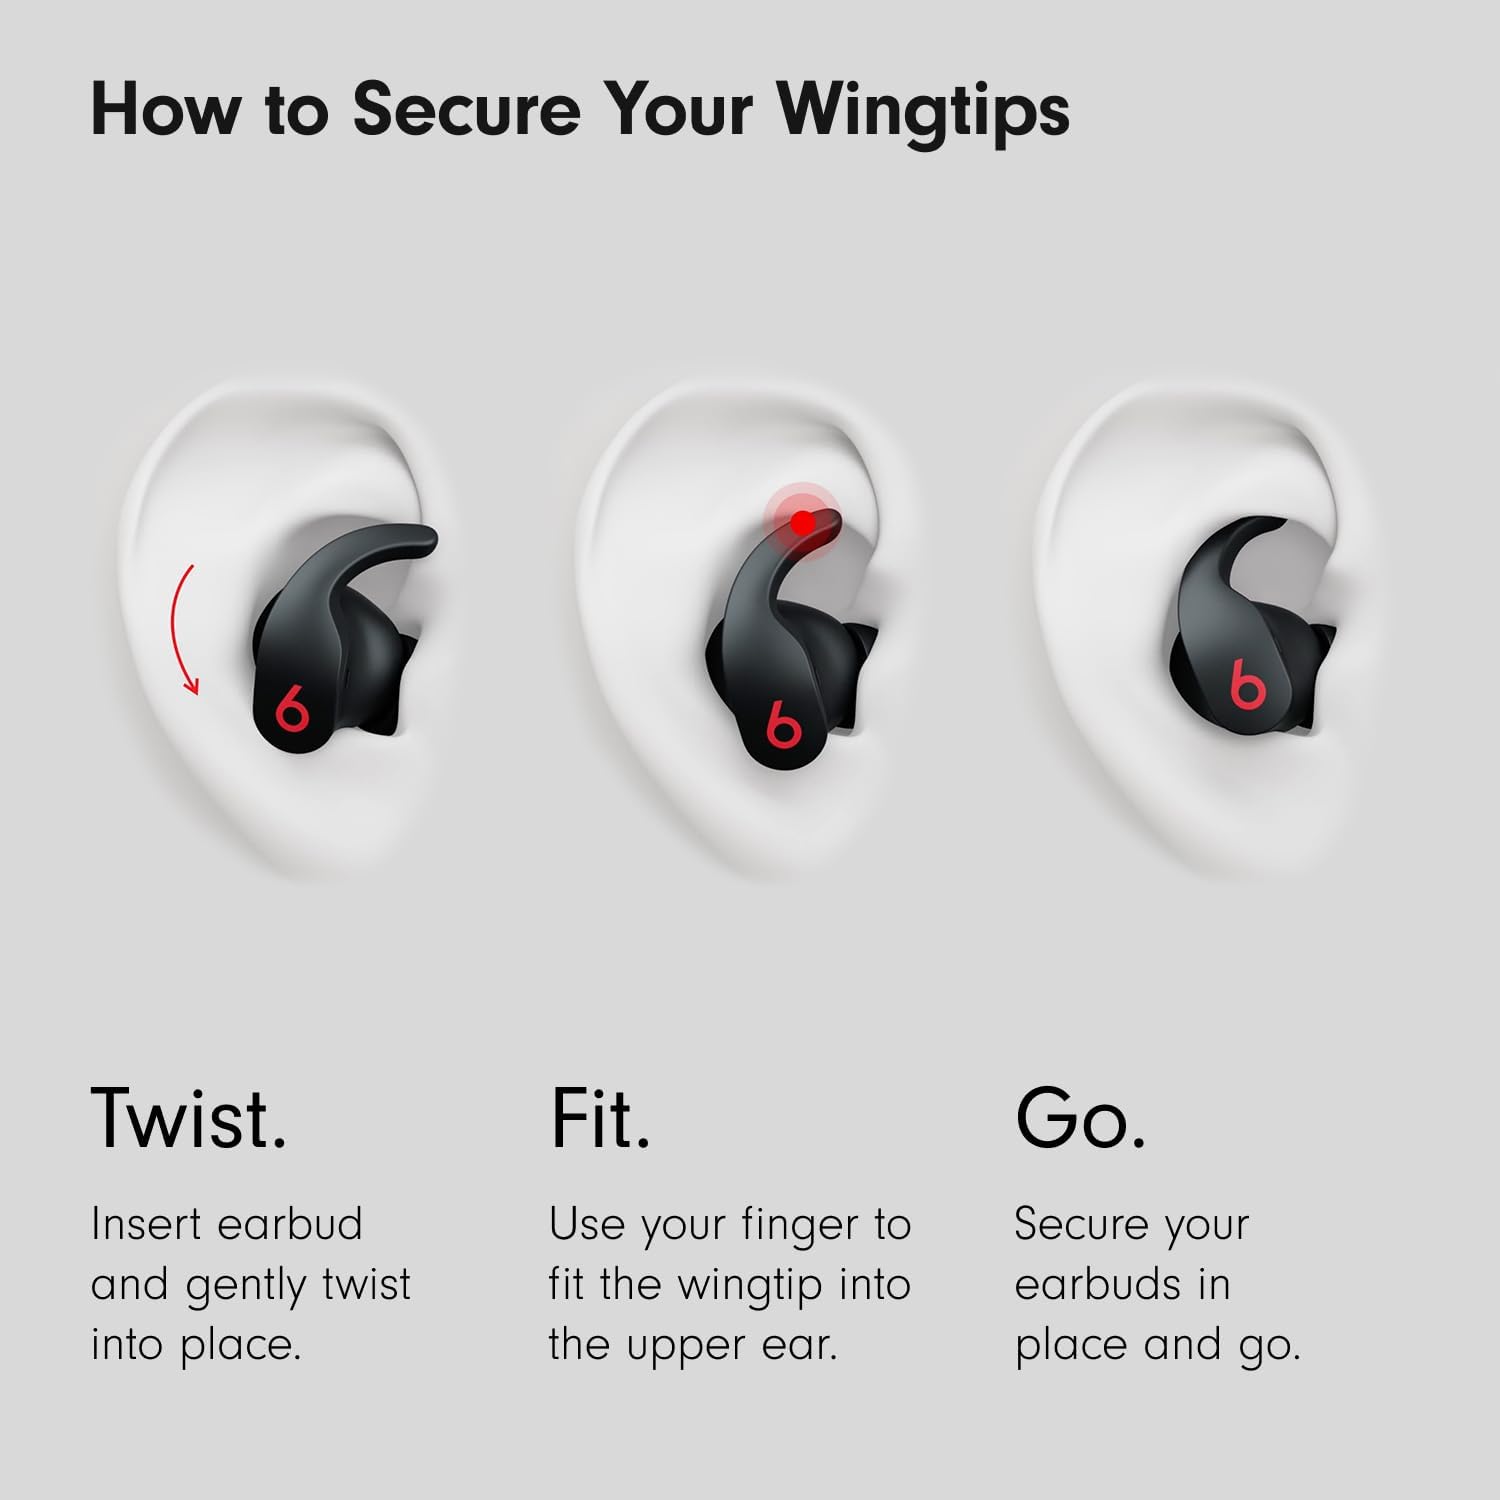 How to Secure Your Wingtips
Twist.
Insert earbud
and gently twist
into place.
Fit.
Use your finger to
fit the wingtip into
the upper ear.
Go.
Secure your
earbuds in
place and go.